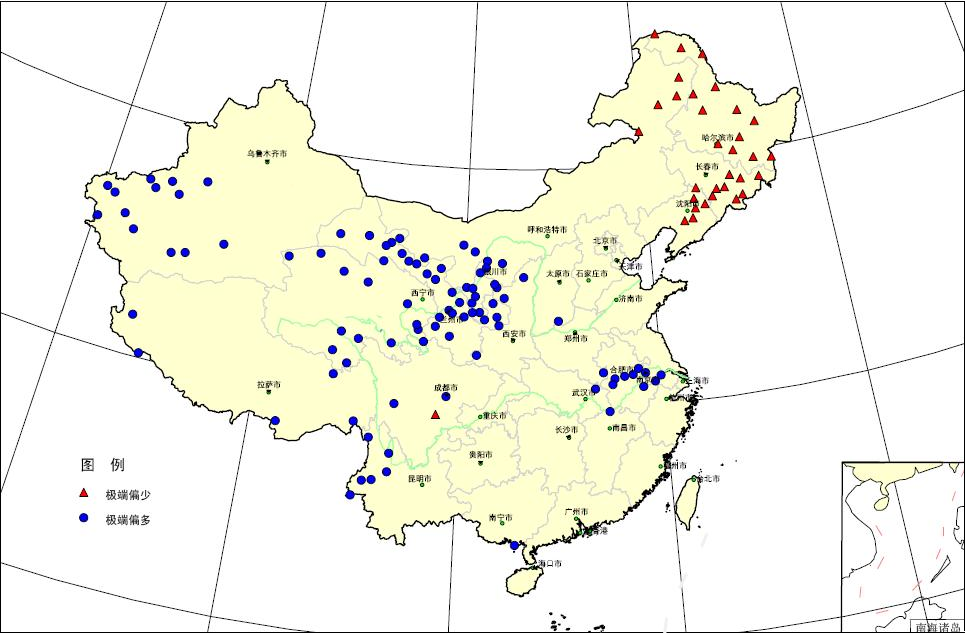 哈尔滨市
长春市
乌鲁木齐市
沈阳市
呼和浩特市
北京市
天津市
银川市
太原市
石家庄市
西宁市
济南市
兰州市
西安市
郑州市
合肥市
南京市
上海市
拉萨市
成都市
武汉市
杭州市
重庆市
长沙市
南昌市
贵阳市
福州市
昆明市
台北市
南宁市
广州市
香港
海口市
图 例
极端偏少
极端偏多
南海诸岛